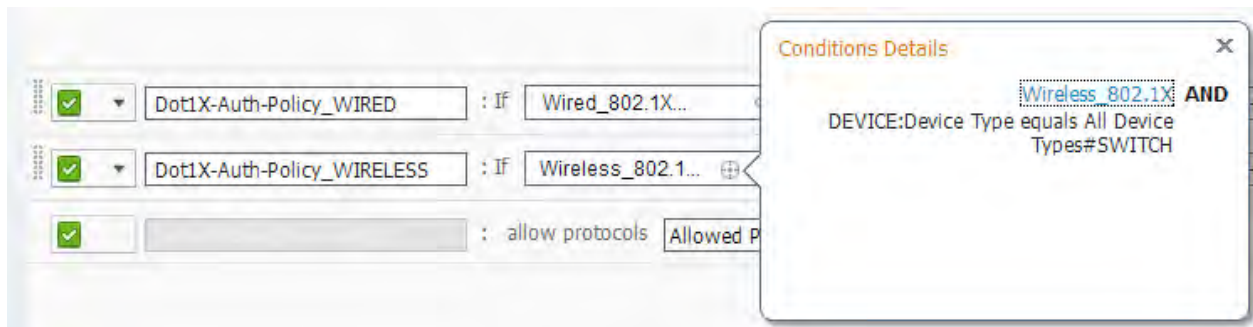 Conditions Details
Wireless_802.1X AND
DEVICE:Device Type equals All Device
Types#SWITCH
Dot1X-Auth-Policy_WIRED : If Wired_802.1X...
Dot1X-Auth-Policy_WIRELESS : If Wireless_802.1...
: allow protocols Allowed P